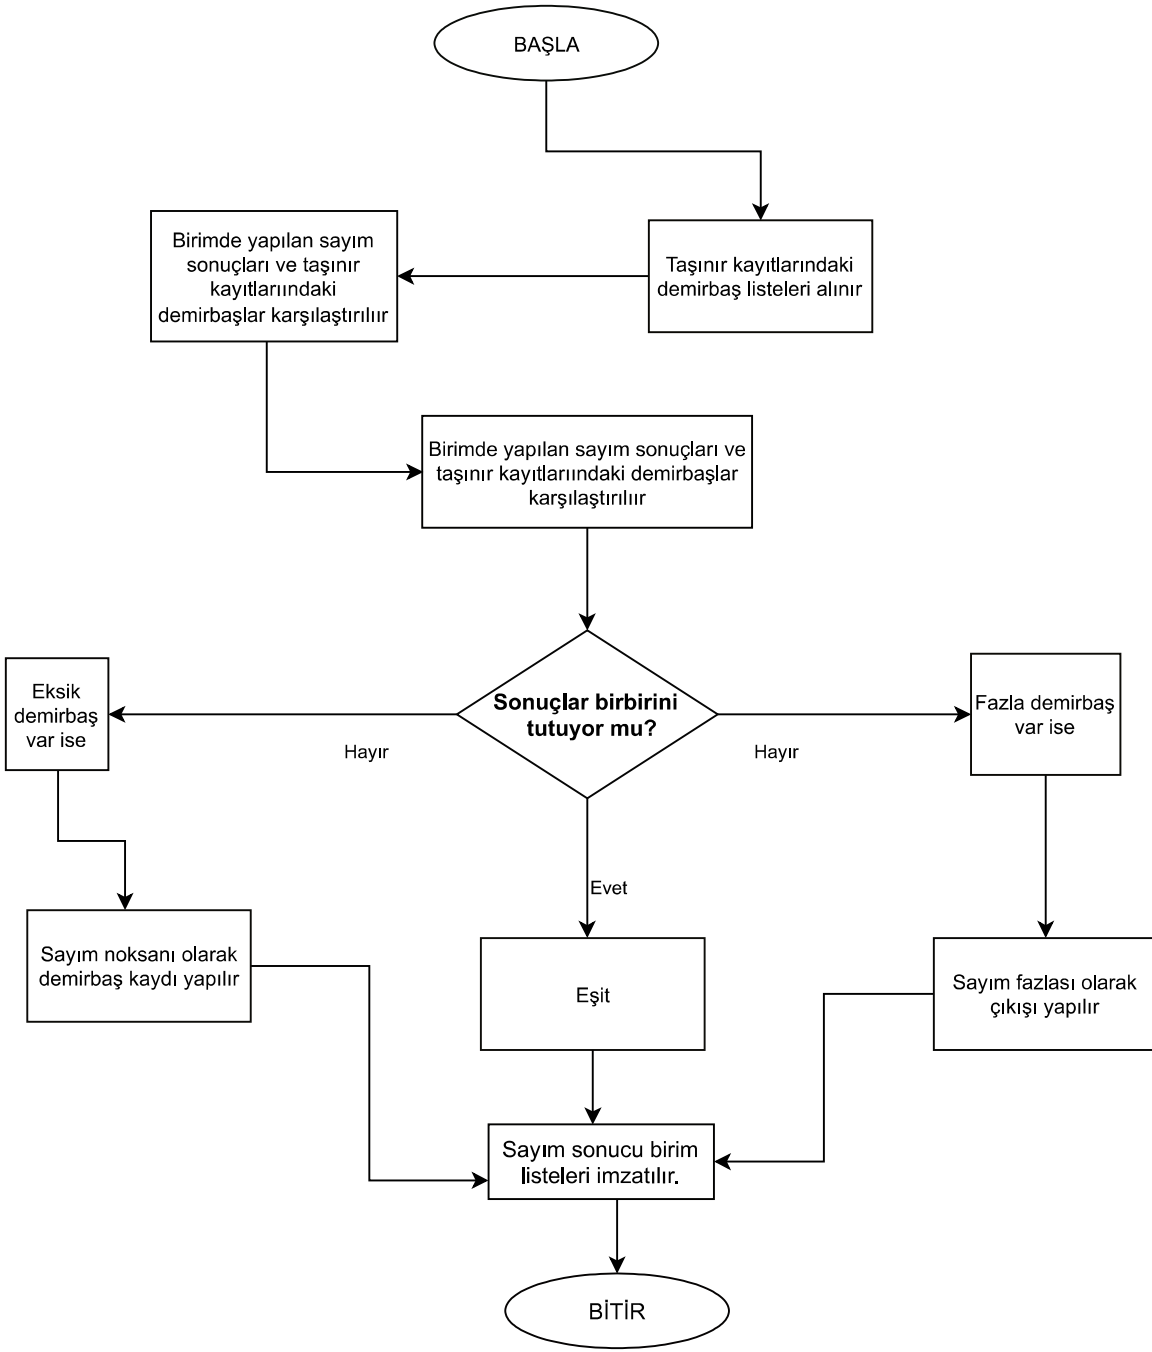 BAŞLA
Taşınır kayıtlarındaki
demirbaş listeleri alınır
Birimde yapılan sayım
sonuçları ve taşınır
kayıtlarıındaki
demirbaşlar karşılaştırılıır
Birimde yapılan sayım sonuçları ve
taşınır kayıtlarıındaki demirbaşlar
karşılaştırılıır
Sonuçlar birbirini
tutuyor mu?
Eksik
demirbaş
var ise
Hayır
Hayır
Fazla demirbaş
var ise
Evet
Sayım noksanı olarak
demirbaş kaydı yapılır
Eşit
Sayım fazlası olarak
çıkışı yapılır
Sayım sonucu birim
listeleri imzatılır.
BİTİR